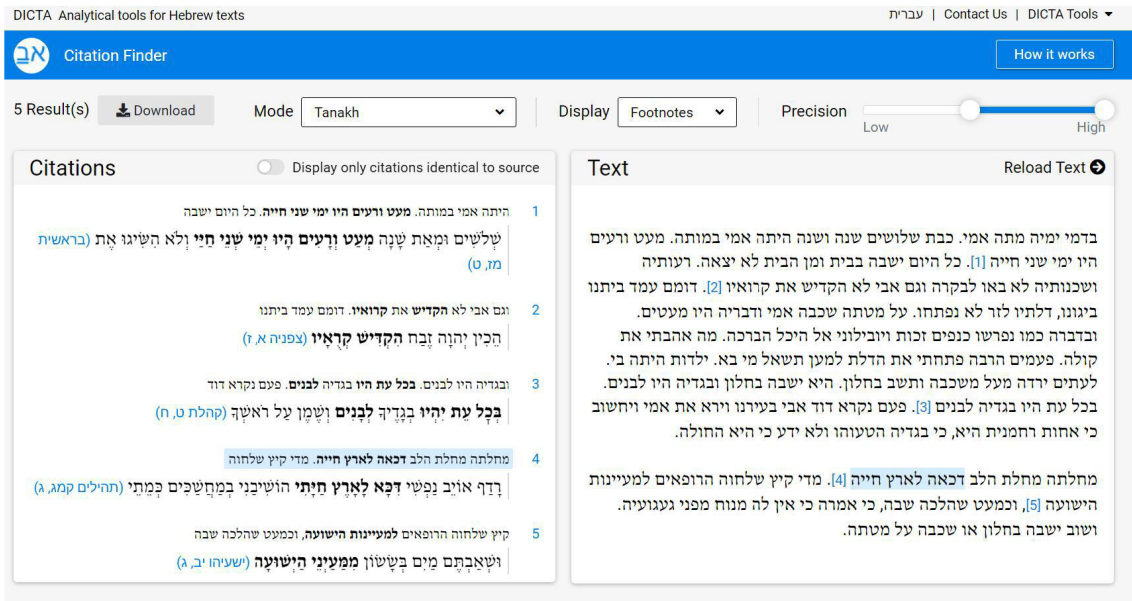 DICTA Analytical tools for Hebrew texts
עברית | Contact Us | DICTA Tools
אב
Citation Finder
How it works
5 Result(s)
Download
Mode
Tanakh
Display
Footnotes
Precision
Low
High
Citations
Display only citations identical to source
1
היתה אמי במותה. מעט ורעים היו ימי שני חייה. כל היום ישבה
שְׁלֹשִׁים וּמְאַת שָׁנָה מְעַט וְרָעִים הָיוּ יְמֵי שְׁנֵי חַיַּי וְלֹא הִשִּׂיגוּ אֶת (בראשית
מז, ט)
2
וגם אבי לא הקדיש את קרואיו. דומם עמד ביתנו
הֵכִין יְהוָה זֶבַח הִקְדִּישׁ קְרֻאָיו (צפניה א, ז)
3
ובגדיה היו לבנים. בכל עת היו בגדיה לבנים. פעם נקרא דוד
בְּכָל עֵת יִהְיוּ בְגָדֶיךָ לְבָנִים וְשֶׁמֶן עַל רֹאשְׁךָ (קהלת ט, ח)
4
מחלתה מחלת הלב דכאה לארץ חייה. מדי קיץ שלחוה
רָדַף אוֹיֵב נַפְשִׁי דִּכָּא לָאָרֶץ חַיָּתִי הוֹשִׁיבַנִי בְמַחֲשַׁכִּים כְּמֵתֵי (תהילים קמג, ג)
5
קיץ שלחוה הרופאים למעיינות הישועה, וכמעט שהלכה שבה
וּשְׁאַבְתֶּם מַיִם בְּשָׂשׂוֹן מִמַּעַיְנֵי הַיְשׁוּעָה (ישעיהו יב, ג)
Text
Reload Text
בדמי ימיה מתה אמי. כבת שלושים שנה ושנה היתה אמי במותה. מעט ורעים
היו ימי שני חייה [1]. כל היום ישבה בבית ומן הבית לא יצאה. רעותיה
ושכנותיה לא באו לבקרה וגם אבי לא הקדיש את קרואיו [2]. דומם עמד ביתנו
ביגונו, דלתיו לזר לא נפתחו. על מטתה שכבה אמי ודבריה היו מעטים.
ובדברה כמו נפרשו כנפים זכות ויובילוני אל היכל הברכה. מה אהבתי את
קולה. פעמים הרבה פתחתי את הדלת למען תשאל מי בא. ילדות היתה בי.
לעתים ירדה מעל משכבה ותשב בחלון. היא ישבה בחלון ובגדיה היו לבנים.
בכל עת היו בגדיה לבנים [3]. פעם נקרא דוד אבי בעירנו וירא את אמי ויחשוב
כי אחות רחמנית היא, כי בגדיה הטעוהו ולא ידע כי היא החולה.
מחלתה מחלת הלב דכאה לארץ חייה [4]. מדי קיץ שלחוה הרופאים למעיינות
הישועה [5], וכמעט שהלכה שבה, כי אמרה כי אין לה מנוח מפני געגועיה.
ושוב ישבה בחלון או שכבה על מטתה.